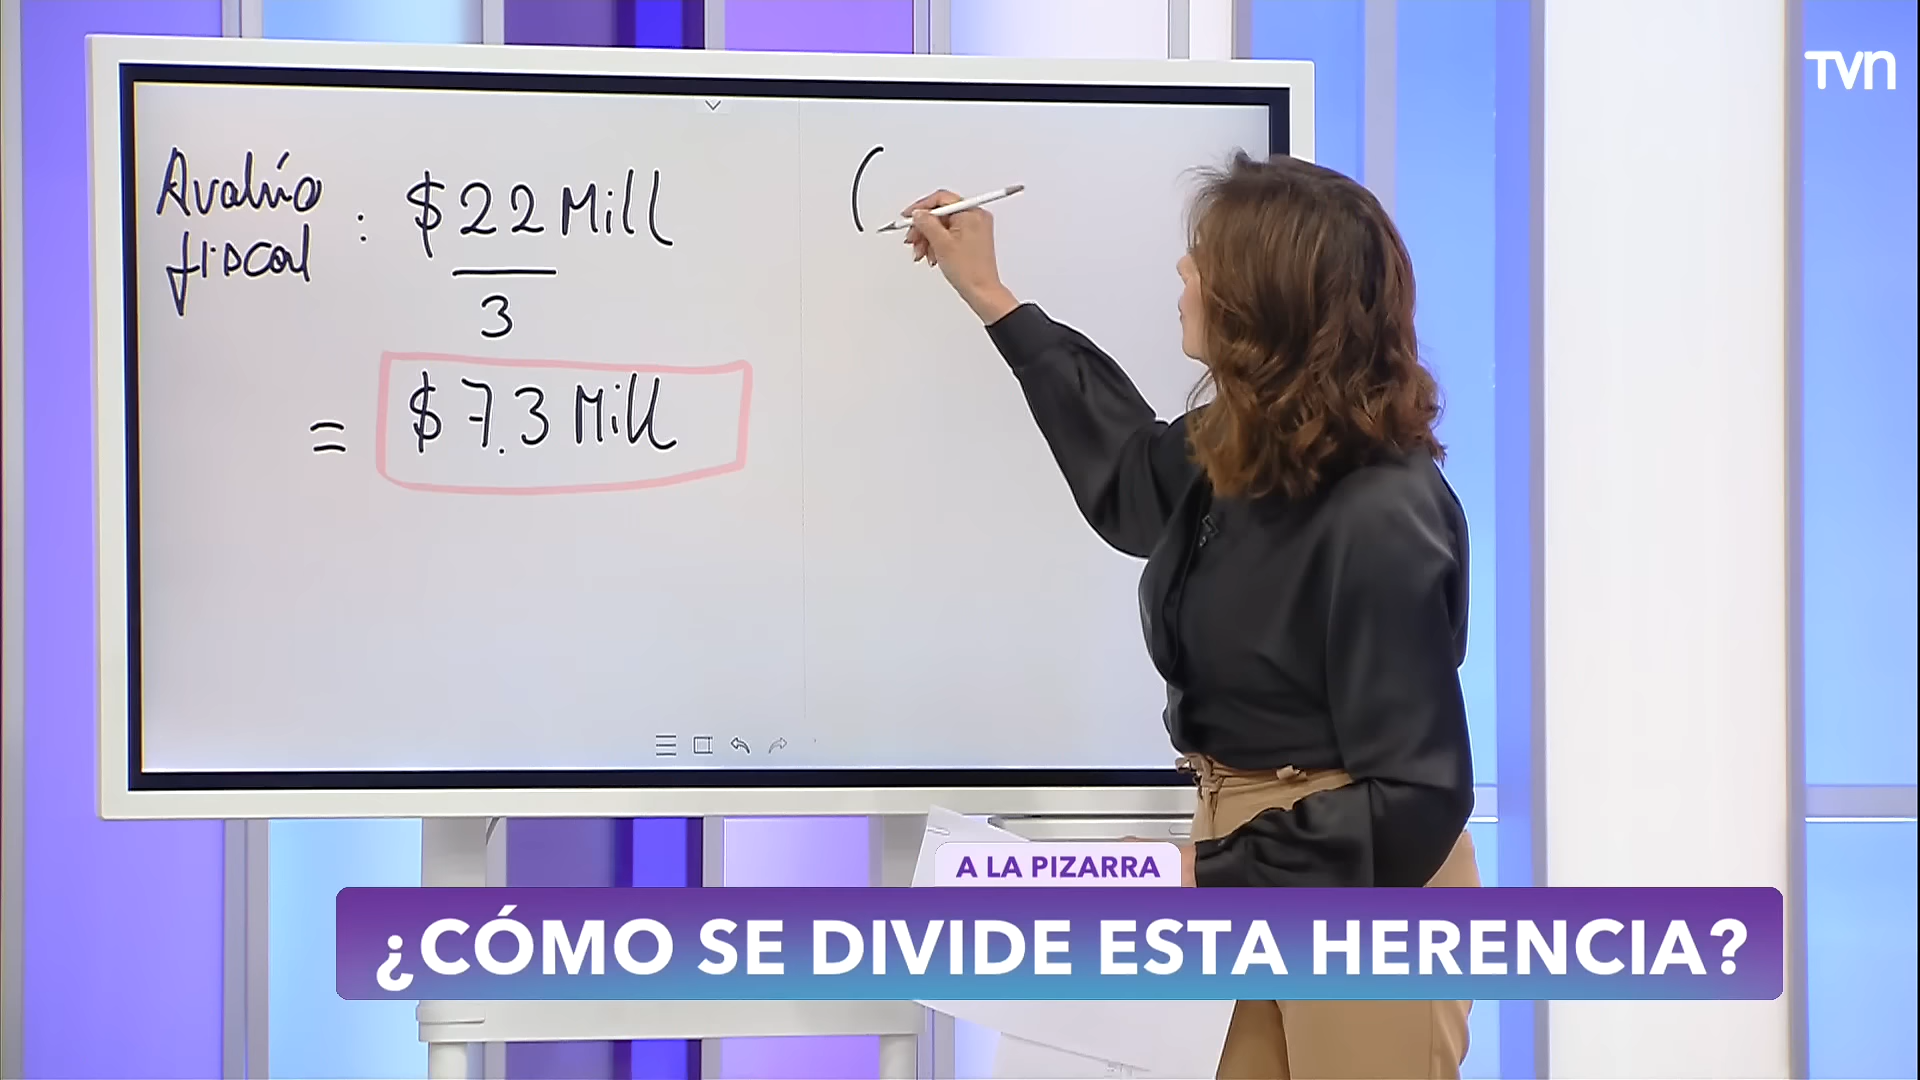 TVN
Avalúo
fiscal : $22 Mill
3
= $7.3 Mill
(
A LA PIZARRA
¿CÓMO SE DIVIDE ESTA HERENCIA?